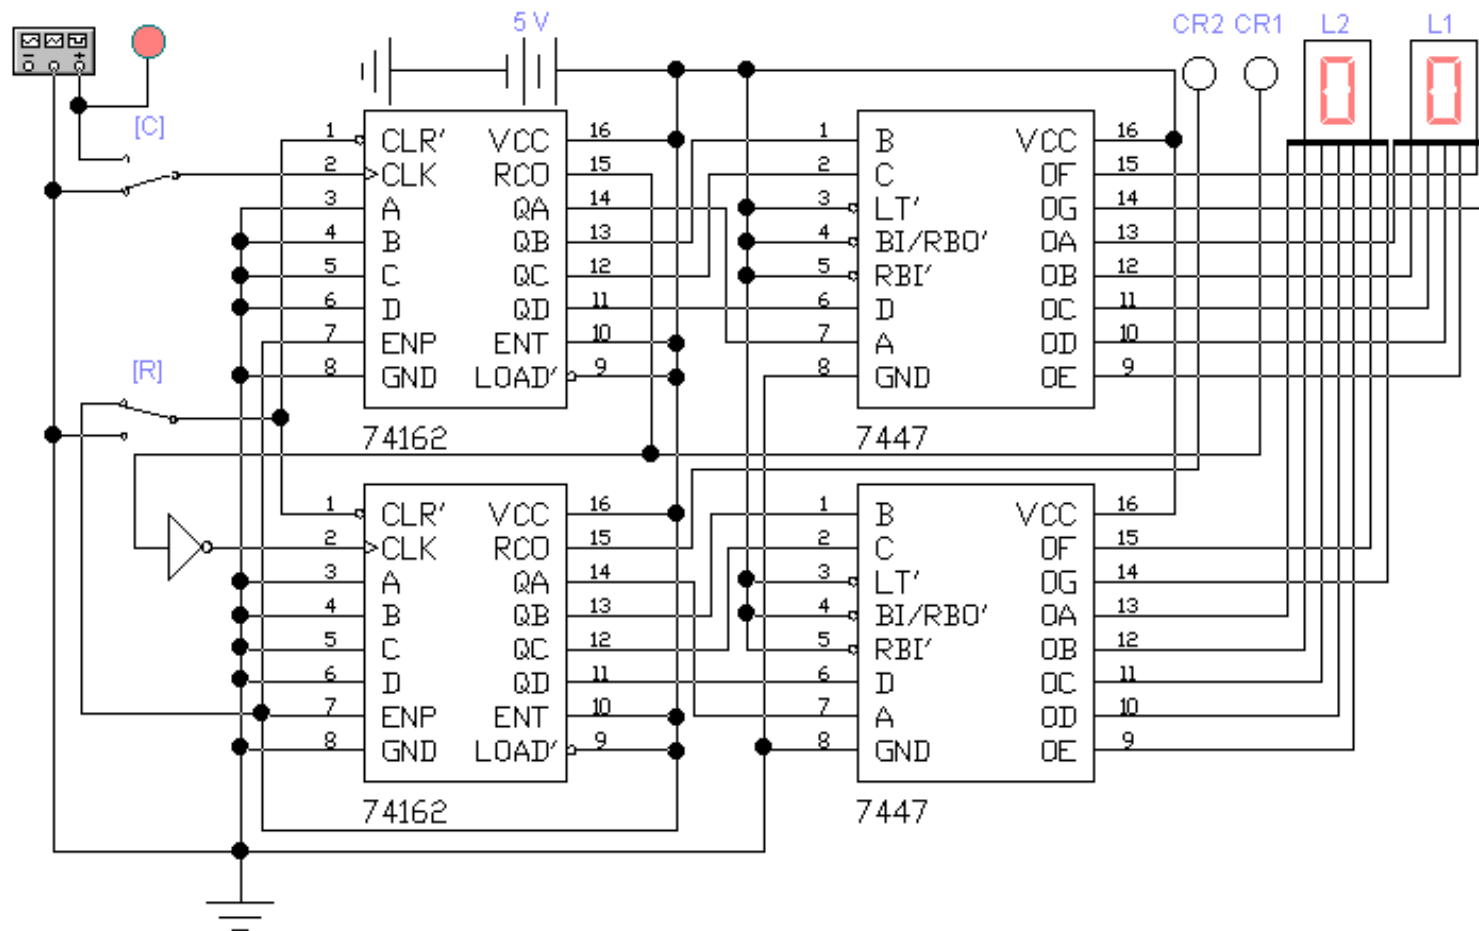 5 V
CR2 CR1 L2 L1
[C]
1 CLR' VCC 16
2 CLK RCO 15
3 A QA 14
4 B QB 13
5 C QC 12
6 D QD 11
7 ENP ENT 10
8 GND LOAD' 9
74162
1 B VCC 16
2 C OF 15
3 LT' OG 14
4 BI/RBO' OA 13
5 RBI' OB 12
6 D OC 11
7 A OD 10
8 GND OE 9
7447
[R]
1 CLR' VCC 16
2 CLK RCO 15
3 A QA 14
4 B QB 13
5 C QC 12
6 D QD 11
7 ENP ENT 10
8 GND LOAD' 9
74162
1 B VCC 16
2 C OF 15
3 LT' OG 14
4 BI/RBO' OA 13
5 RBI' OB 12
6 D OC 11
7 A OD 10
8 GND OE 9
7447